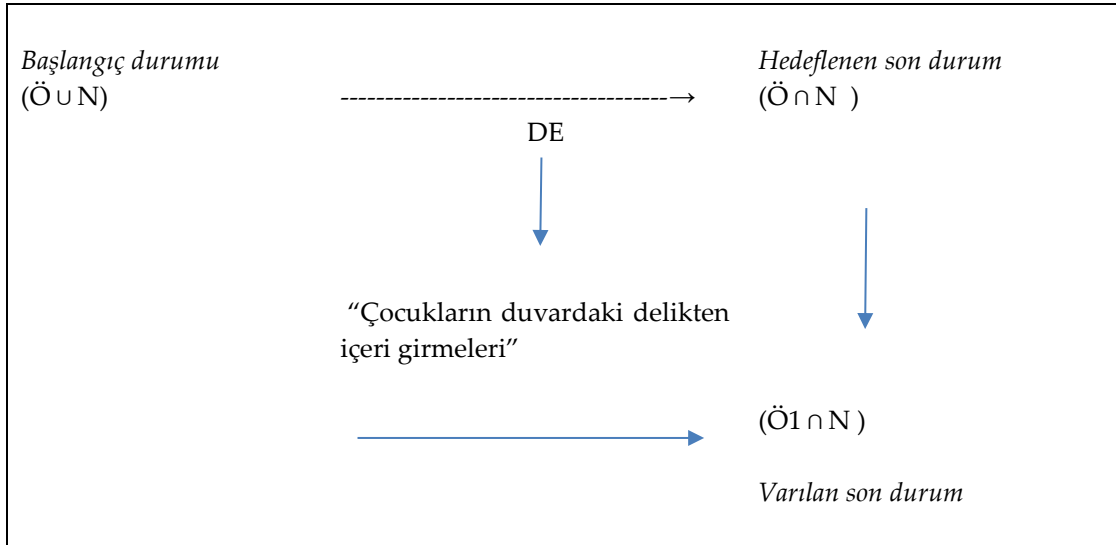 Başlangıç durumu
Hedeflenen son durum
(Ö ∪ N)
-------------------------------------→
(Ö ∩ N )
DE
“Çocukların duvardaki delikten
içeri girmeleri”
(Ö1 ∩ N )
Varılan son durum